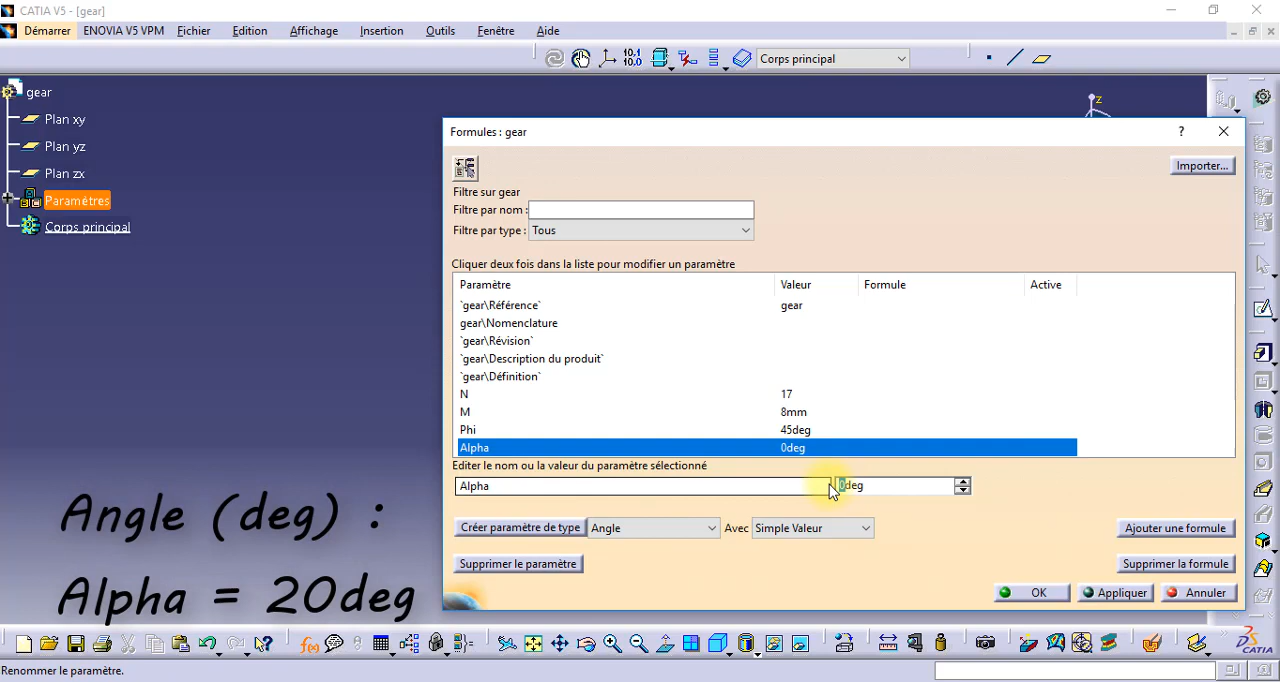 CATIA V5 - [gear]
Démarrer ENOVIA V5 VPM Fichier Edition Affichage Insertion Outils Fenêtre Aide
10.1
10.0
Corps principal
gear
Plan xy
Plan yz
Plan zx
Paramètres
Corps principal
z
Formules : gear
?
Importer...
Filtre sur gear
Filtre par nom :
Filtre par type : Tous
Cliquer deux fois dans la liste pour modifier un paramètre
Paramètre Valeur Formule Active
`gear\Référence` gear
gear\Nomenclature
`gear\Révision`
`gear\Description du produit`
`gear\Définition`
N 17
M 8mm
Phi 45deg
Alpha 0deg
Editer le nom ou la valeur du paramètre sélectionné
Alpha 0deg
Créer paramètre de type Angle Avec Simple Valeur Ajouter une formule
Supprimer le paramètre Supprimer la formule
OK Appliquer Annuler
Angle (deg) :
Alpha = 20deg
f(x)
CATIA
Renommer le paramètre.